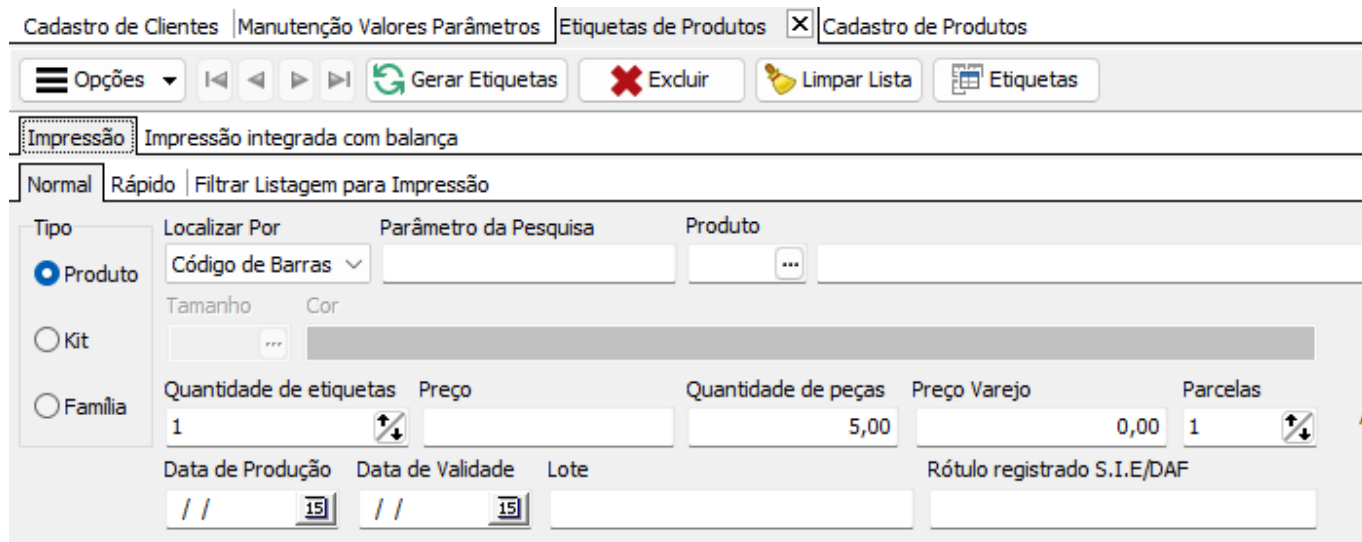 Cadastro de Clientes Manutenção Valores Parâmetros Etiquetas de Produtos X Cadastro de Produtos
Opções Gerar Etiquetas Excluir Limpar Lista Etiquetas
Impressão Impressão integrada com balança
Normal Rápido Filtrar Listagem para Impressão
Tipo Localizar Por Parâmetro da Pesquisa Produto
Produto Código de Barras ...
Tamanho Cor
Kit ...
Quantidade de etiquetas Preço Quantidade de peças Preço Varejo Parcelas
Família 1 5,00 0,00 1
Data de Produção Data de Validade Lote Rótulo registrado S.I.E/DAF
/ / 15 / / 15